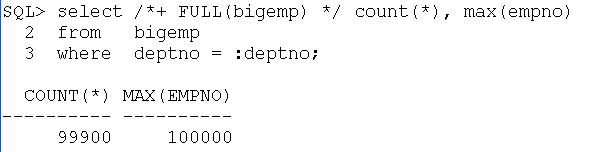 SQL> select /*+ FULL(bigemp) */ count(*), max(empno)
2 from bigemp
3 where deptno = :deptno;
COUNT(*) MAX(EMPNO)
---------- ----------
99900 100000